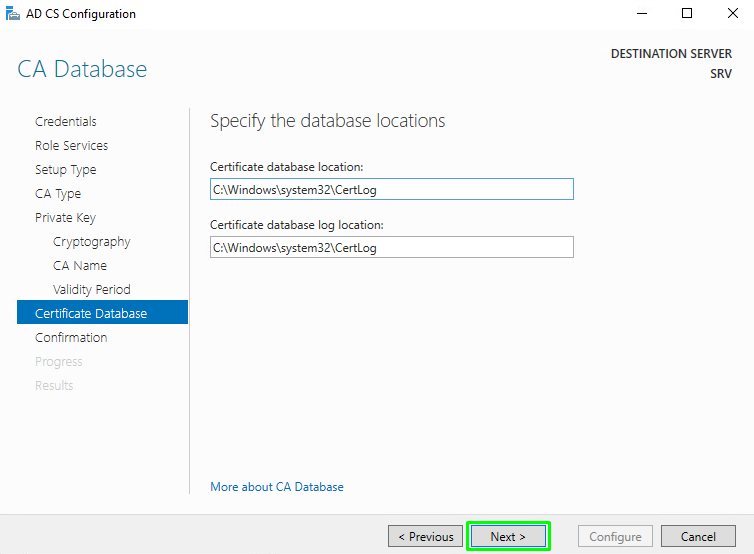 AD CS Configuration
CA Database
DESTINATION SERVER
SRV
Credentials
Role Services
Setup Type
CA Type
Private Key
Cryptography
CA Name
Validity Period
Certificate Database
Confirmation
Progress
Results
Specify the database locations
Certificate database location:
C:\Windows\system32\CertLog
Certificate database log location:
C:\Windows\system32\CertLog
More about CA Database
< Previous
Next >
Configure
Cancel